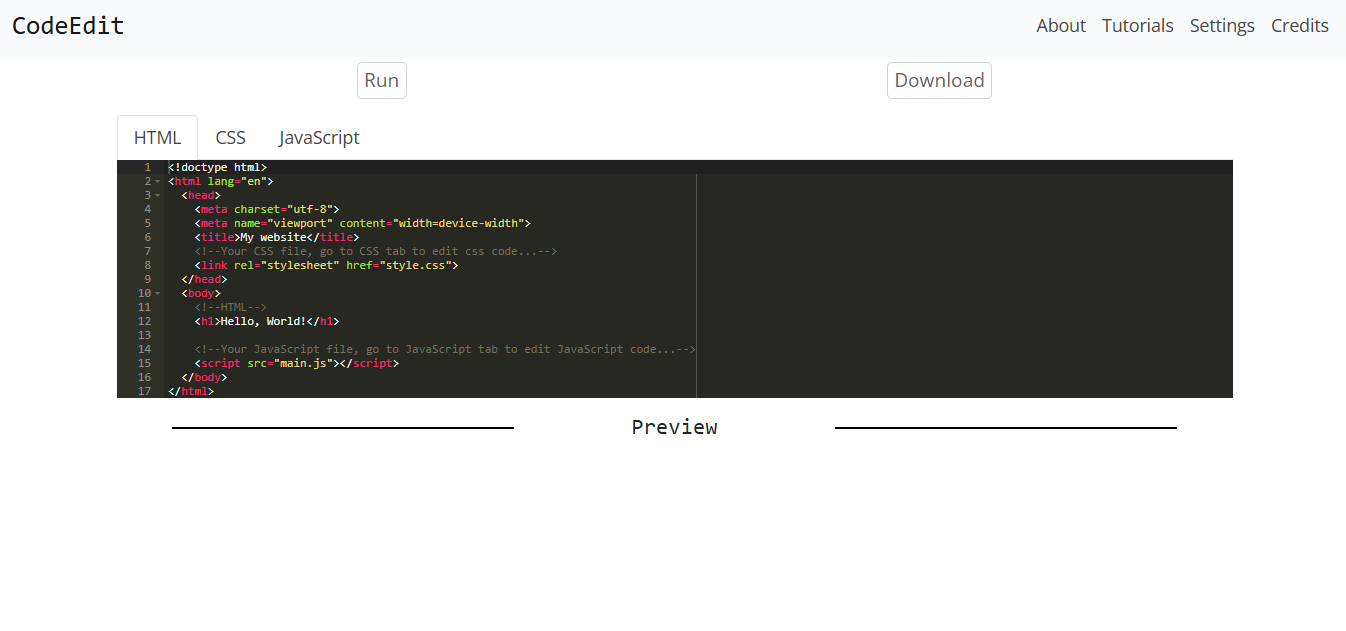 CodeEdit
About Tutorials Settings Credits
Run Download
HTML CSS JavaScript
1 <!doctype html>
2 <html lang="en">
3 <head>
4 <meta charset="utf-8">
5 <meta name="viewport" content="width=device-width">
6 <title>My website</title>
7 <!--Your CSS file, go to CSS tab to edit css code...-->
8 <link rel="stylesheet" href="style.css">
9 </head>
10 <body>
11 <!--HTML-->
12 <h1>Hello, World!</h1>
13
14 <!--Your JavaScript file, go to JavaScript tab to edit JavaScript code...-->
15 <script src="main.js"></script>
16 </body>
17 </html>
Preview